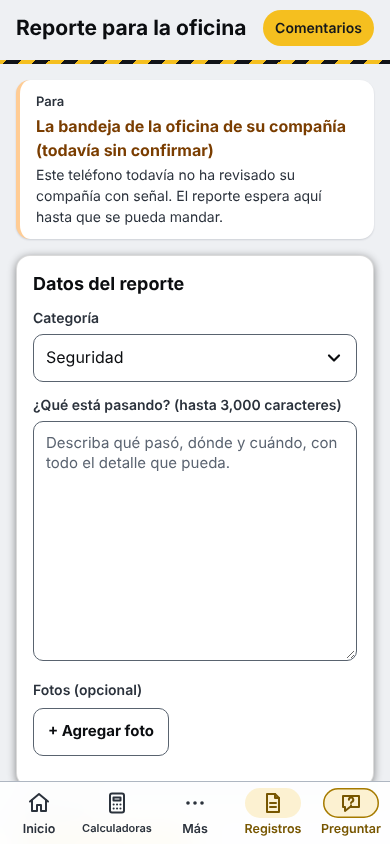 Reporte para la oficina
Comentarios
Para
La bandeja de la oficina de su compañía
(todavía sin confirmar)
Este teléfono todavía no ha revisado su
compañía con señal. El reporte espera aquí
hasta que se pueda mandar.
Datos del reporte
Categoría
Seguridad
¿Qué está pasando? (hasta 3,000 caracteres)
Describa qué pasó, dónde y cuándo, con
todo el detalle que pueda.
Fotos (opcional)
+ Agregar foto
Inicio
Calculadoras
Más
Registros
Preguntar